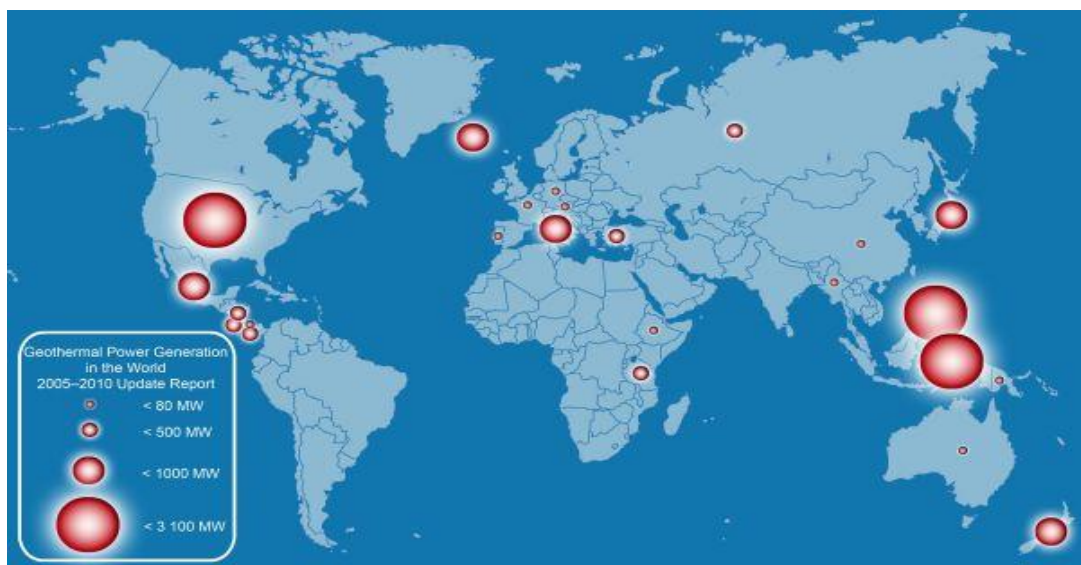 Geothermal Power Generation
in the World
2005–2010 Update Report
< 80 MW
< 500 MW
< 1000 MW
< 3 100 MW